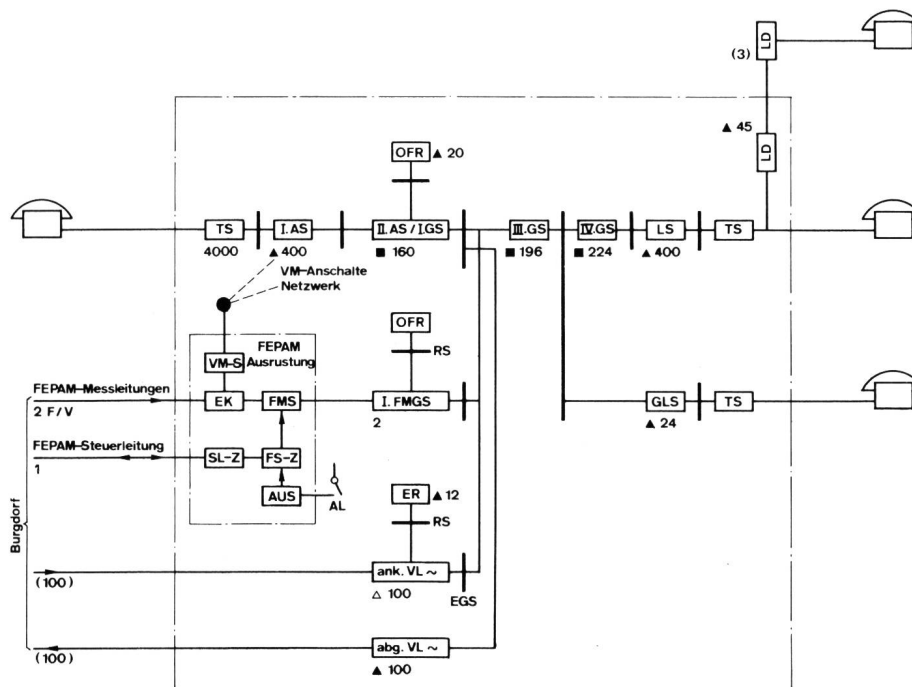 LD
(3)
▲ 45
LD
OFR ▲ 20
TS
I.AS
II.AS / I.GS
III.GS
IV.GS
LS
TS
4000
▲ 400
■ 160
■ 196
■ 224
▲ 400
VM-Anschalte
Netzwerk
OFR
FEPAM
Ausrustung
VM-S
RS
FEPAM-Messleitungen
EK
FMS
I. FMGS
GLS
TS
2 F/V
2
▲ 24
FEPAM-Steuerleitung
SL-Z
FS-Z
1
AUS
AL
ER ▲ 12
RS
Burgdorf
ank. VL ~
(100)
△ 100
EGS
abg. VL ~
(100)
▲ 100